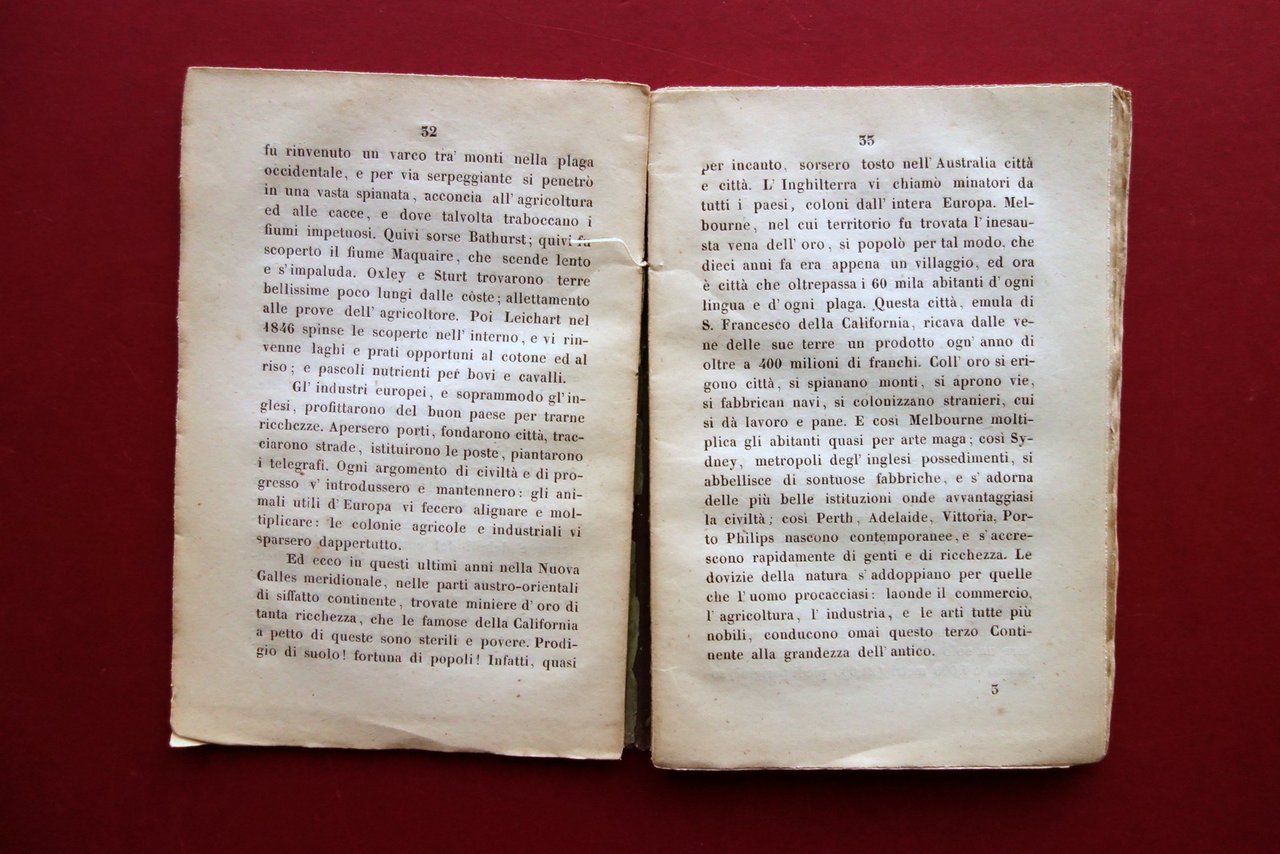 32
fu rinvenuto un varco tra' monti nella plaga
occidentale, e per via serpeggiante si penetrò
in una vasta spianata, acconcia all'agricoltura
ed alle cacce, e dove talvolta traboccano i
fiumi impetuosi. Quivi sorse Bathurst; quivi fu
scoperto il fiume Maquaire, che scende lento
e s'impaluda. Oxley e Sturt trovarono terre
bellissime poco lungi dalle còste; allettamento
alle prove dell'agricoltore. Poi Leichart nel
1846 spinse le scoperte nell'interno, e vi rin-
venne laghi e prati opportuni al cotone ed al
riso; e pascoli nutrienti per bovi e cavalli.
Gl'industri europei, e soprammodo gl'in-
glesi, profittarono del buon paese per trarne
ricchezze. Apersero porti, fondarono città, trac-
ciarono strade, istituirono le poste, piantarono
i telegrafi. Ogni argomento di civiltà e di pro-
gresso v'introdussero e mantennero: gli ani-
mali utili d'Europa vi fecero alignare e mol-
tiplicare: le colonie agricole e industriali vi
sparsero dappertutto.
Ed ecco in questi ultimi anni nella Nuova
Galles meridionale, nelle parti austro-orientali
di siffatto continente, trovate miniere d'oro di
tanta ricchezza, che le famose della California
a petto di queste sono sterili e povere. Prodi-
gio di suolo! fortuna di popoli! Infatti, quasi
33
per incanto, sorsero tosto nell'Australia città
e città. L'Inghilterra vi chiamò minatori da
tutti i paesi, coloni dall'intera Europa. Mel-
bourne, nel cui territorio fu trovata l'inesau-
sta vena dell'oro, si popolò per tal modo, che
dieci anni fa era appena un villaggio, ed ora
è città che oltrepassa i 60 mila abitanti d'ogni
lingua e d'ogni plaga. Questa città, emula di
S. Francesco della California, ricava dalle ve-
ne delle sue terre un prodotto ogn'anno di
oltre a 400 milioni di franchi. Coll'oro si eri-
gono città, si spianano monti, si aprono vie,
si fabbrican navi, si colonizzano stranieri, cui
si dà lavoro e pane. E così Melbourne molti-
plica gli abitanti quasi per arte maga; così Sy-
dney, metropoli degl'inglesi possedimenti, si
abbellisce di sontuose fabbriche, e s'adorna
delle più belle istituzioni onde avvantaggiasi
la civiltà; così Perth, Adelaide, Vittoria, Por-
to Philips nascono contemporanee, e s'accre-
scono rapidamente di genti e di ricchezza. Le
dovizie della natura s'addoppiano per quelle
che l'uomo procacciasi: laonde il commercio,
l'agricoltura, l'industria, e le arti tutte più
nobili, conducono omai questo terzo Conti-
nente alla grandezza dell'antico.
3